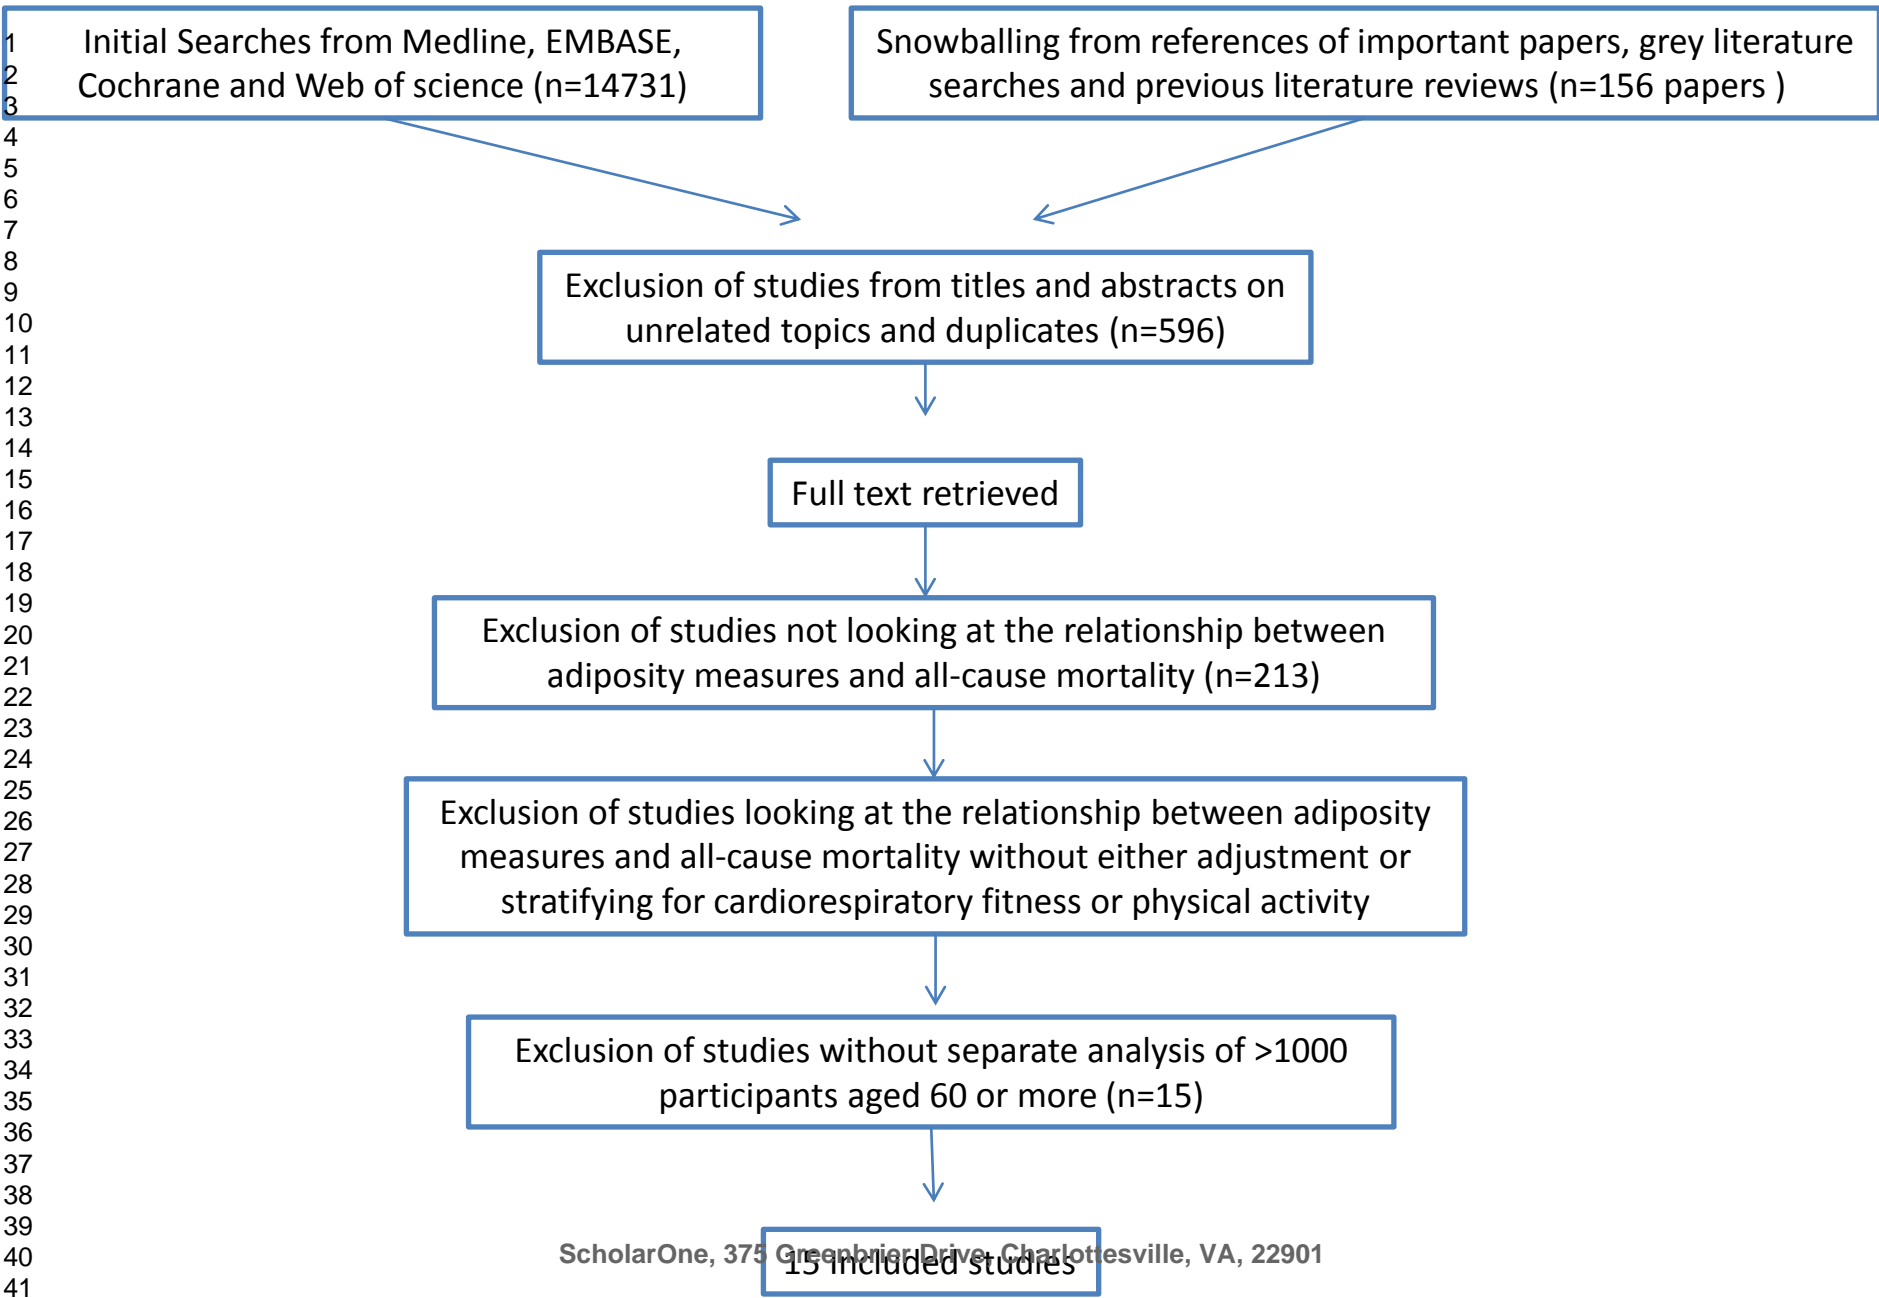 1
2
3
4
5
6
7
8
9
10
11
12
13
14
15
16
17
18
19
20
21
22
23
24
25
26
27
28
29
30
31
32
33
34
35
36
37
38
39
40
41
Initial Searches from Medline, EMBASE,
Cochrane and Web of science (n=14731)
Snowballing from references of important papers, grey literature
searches and previous literature reviews (n=156 papers )
Exclusion of studies from titles and abstracts on
unrelated topics and duplicates (n=596)
Full text retrieved
Exclusion of studies not looking at the relationship between
adiposity measures and all-cause mortality (n=213)
Exclusion of studies looking at the relationship between adiposity
measures and all-cause mortality without either adjustment or
stratifying for cardiorespiratory fitness or physical activity
Exclusion of studies without separate analysis of >1000
participants aged 60 or more (n=15)
15 included studies
ScholarOne, 375 Greenbrier Drive, Charlottesville, VA, 22901